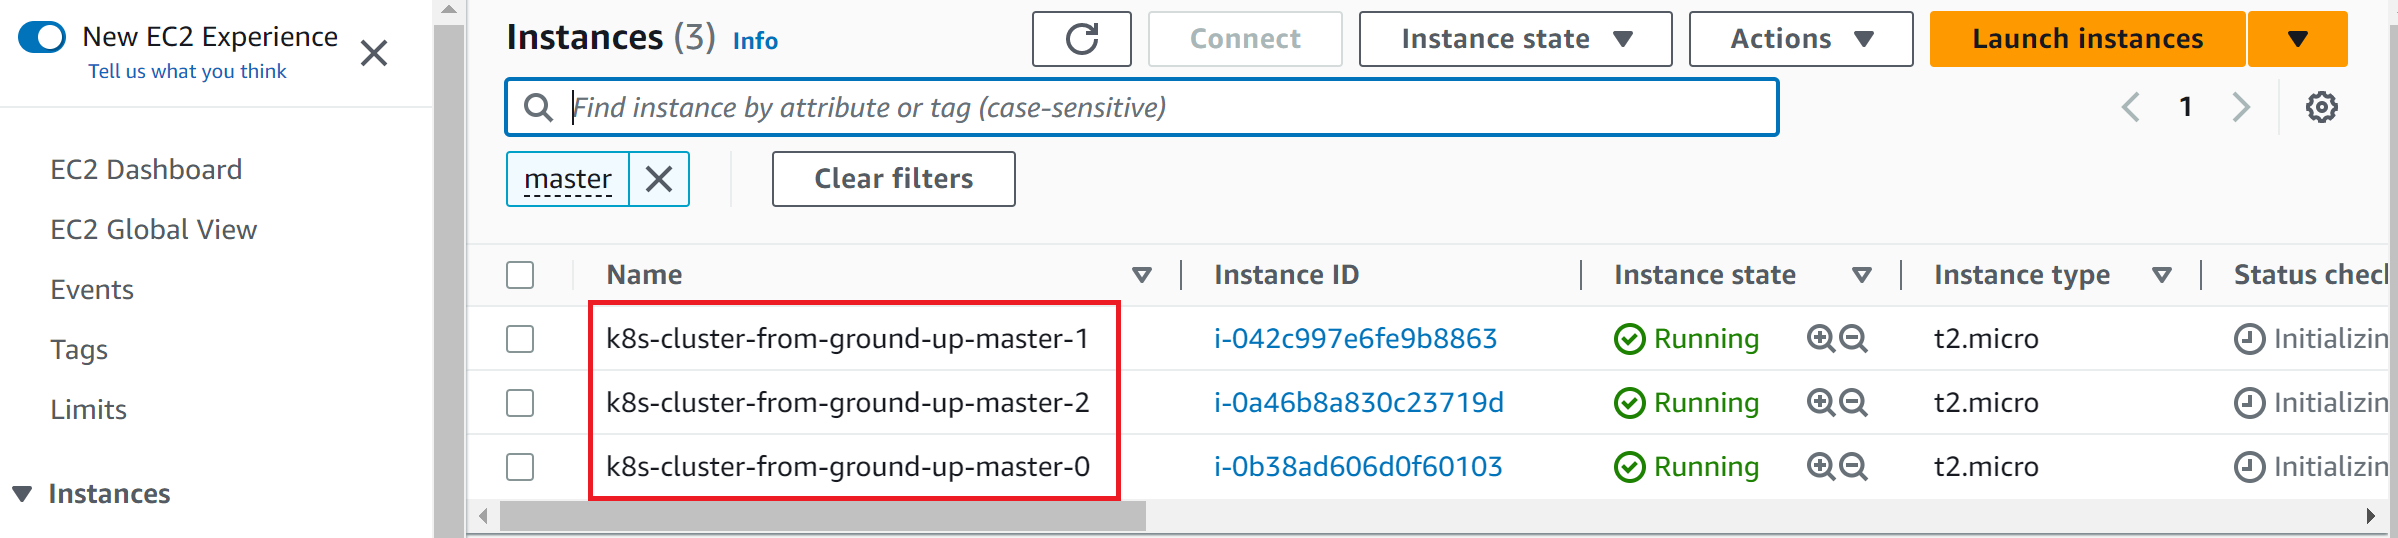 New EC2 Experience
Tell us what you think
EC2 Dashboard
EC2 Global View
Events
Tags
Limits
Instances
Instances (3) Info
Connect
Instance state
Actions
Launch instances
Find instance by attribute or tag (case-sensitive)
1
master
Clear filters
Name Instance ID Instance state Instance type Status chec
k8s-cluster-from-ground-up-master-1 i-042c997e6fe9b8863 Running t2.micro Initializin
k8s-cluster-from-ground-up-master-2 i-0a46b8a830c23719d Running t2.micro Initializin
k8s-cluster-from-ground-up-master-0 i-0b38ad606d0f60103 Running t2.micro Initializin